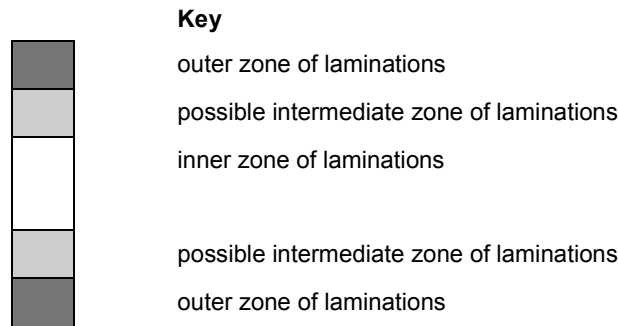 Key
outer zone of laminations
possible intermediate zone of laminations
inner zone of laminations
possible intermediate zone of laminations
outer zone of laminations